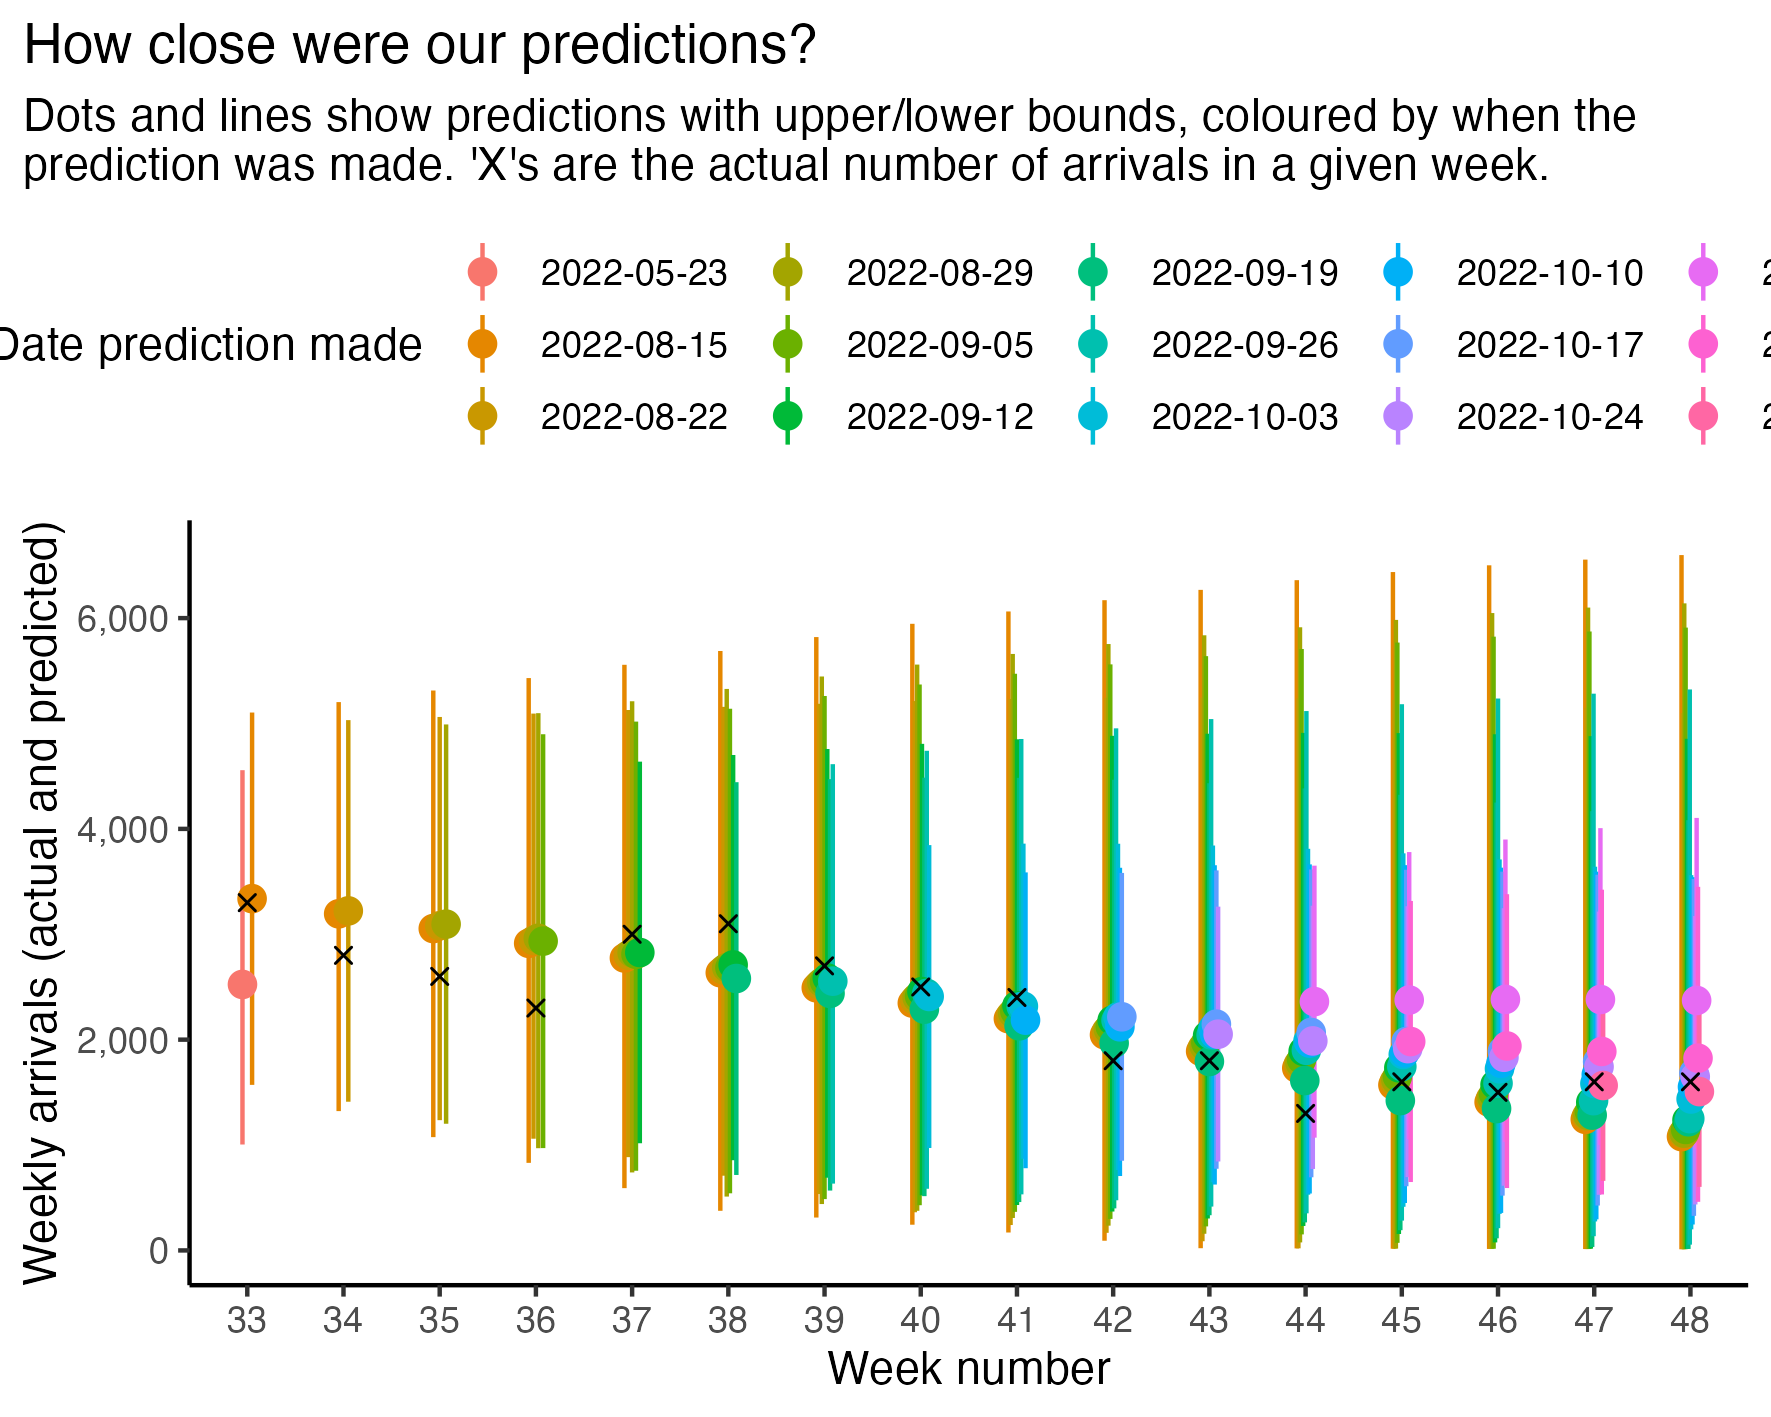 How close were our predictions?
Dots and lines show predictions with upper/lower bounds, coloured by when the
prediction was made. 'X's are the actual number of arrivals in a given week.
2022-05-23 2022-08-29 2022-09-19 2022-10-10
Date prediction made 2022-08-15 2022-09-05 2022-09-26 2022-10-17
2022-08-22 2022-09-12 2022-10-03 2022-10-24
Weekly arrivals (actual and predicted)
6,000
4,000
2,000
0
33 34 35 36 37 38 39 40 41 42 43 44 45 46 47 48
Week number